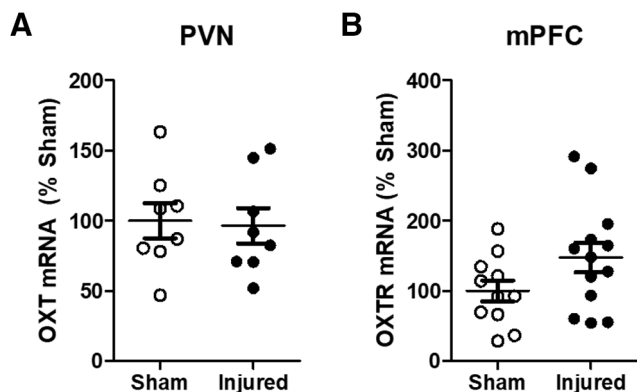 A
PVN
OXT mRNA (% Sham)
200
150
100
50
0
Sham Injured
B
mPFC
OXTR mRNA (% Sham)
400
300
200
100
0
Sham Injured